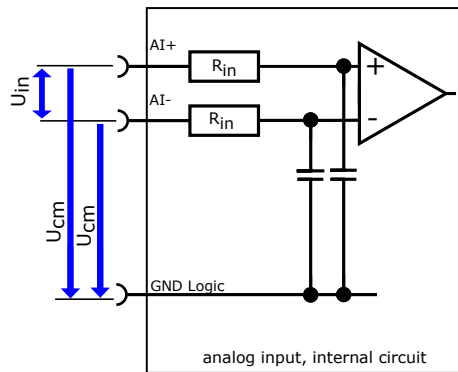 AI+
Rin
+
Uin
AI-
Rin
-
Ucm
Ucm
GND Logic
analog input, internal circuit